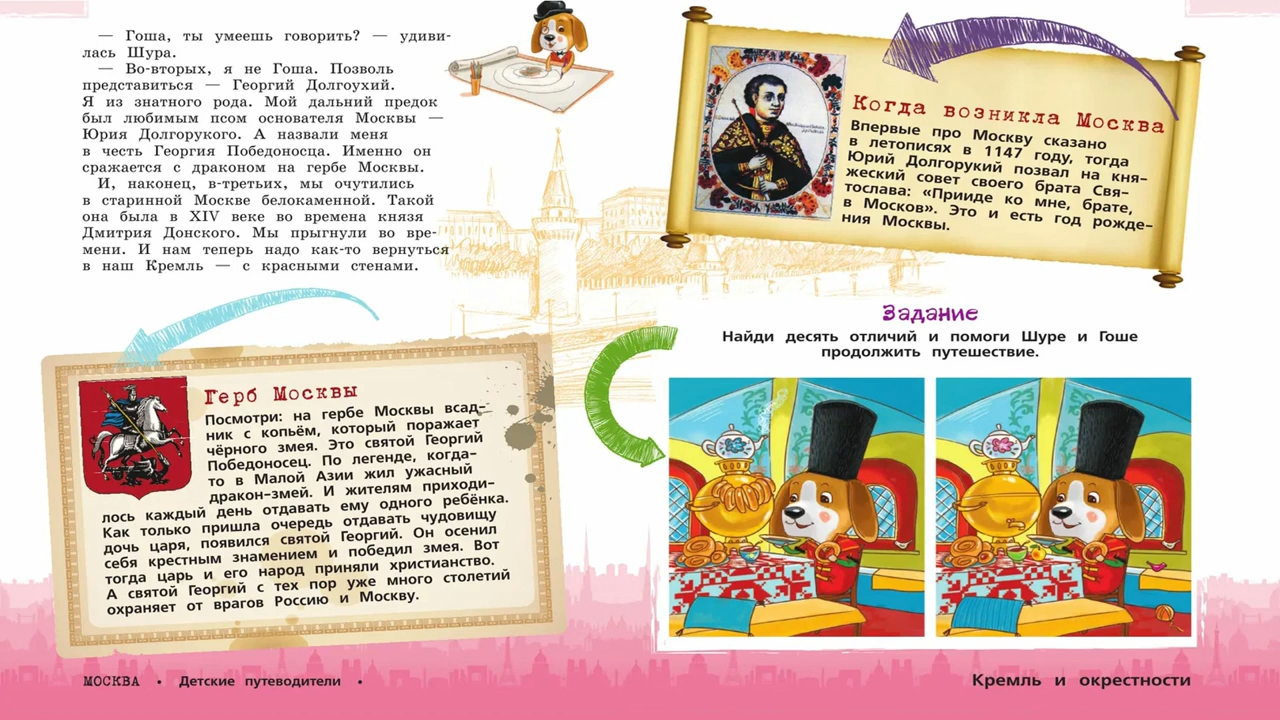 — Гоша, ты умеешь говорить? — удиви-
лась Шура.
— Во-вторых, я не Гоша. Позволь
представиться — Георгий Долгоухий.
Я из знатного рода. Мой дальний предок
был любимым псом основателя Москвы —
Юрия Долгорукого. А назвали меня
в честь Георгия Победоносца. Именно он
сражается с драконом на гербе Москвы.
И, наконец, в-третьих, мы очутились
в старинной Москве белокаменной. Такой
она была в XIV веке во времена князя
Дмитрия Донского. Мы прыгнули во вре-
мени. И нам теперь надо как-то вернуться
в наш Кремль — с красными стенами.
Герб Москвы
Посмотри: на гербе Москвы всад-
ник с копьём, который поражает
чёрного змея. Это святой Георгий
Победоносец. По легенде, когда-
то в Малой Азии жил ужасный
дракон-змей. И жителям приходи-
лось каждый день отдавать ему одного ребёнка.
Как только пришла очередь отдавать чудовищу
дочь царя, появился святой Георгий. Он осенил
себя крестным знамением и победил змея. Вот
тогда царь и его народ приняли христианство.
А святой Георгий с тех пор уже много столетий
охраняет от врагов Россию и Москву.
Когда возникла Москва
Впервые про Москву сказано
в летописях в 1147 году, тогда
Юрий Долгорукий позвал на кня-
жеский совет своего брата Свя-
тослава: «Прииде ко мне, брате,
в Москов». Это и есть год рожде-
ния Москвы.
Задание
Найди десять отличий и помоги Шуре и Гоше
продолжить путешествие.
МОСКВА • Детские путеводители •
Кремль и окрестности